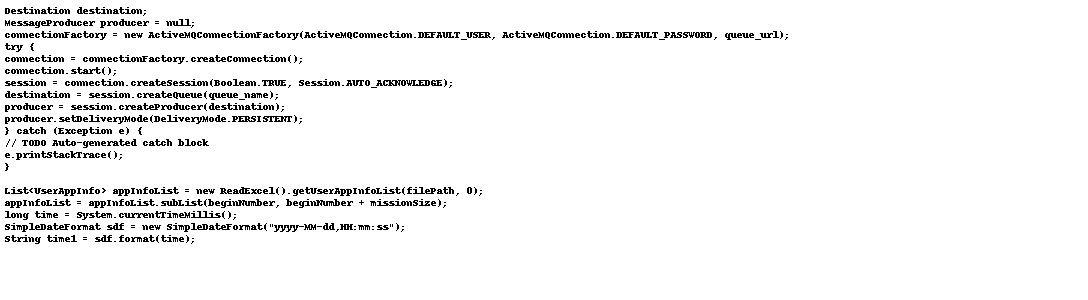 Destination destination;
MessageProducer producer = null;
connectionFactory = new ActiveMQConnectionFactory(ActiveMQConnection.DEFAULT_USER, ActiveMQConnection.DEFAULT_PASSWORD, queue_url);
try {
connection = connectionFactory.createConnection();
connection.start();
session = connection.createSession(Boolean.TRUE, Session.AUTO_ACKNOWLEDGE);
destination = session.createQueue(queue_name);
producer = session.createProducer(destination);
producer.setDeliveryMode(DeliveryMode.PERSISTENT);
} catch (Exception e) {
// TODO Auto-generated catch block
e.printStackTrace();
}
List<UserAppInfo> appInfoList = new ReadExcel().getUserAppInfoList(filePath, 0);
appInfoList = appInfoList.subList(beginNumber, beginNumber + missionSize);
long time = System.currentTimeMillis();
SimpleDateFormat sdf = new SimpleDateFormat("yyyy-MM-dd,HH:mm:ss");
String time1 = sdf.format(time);